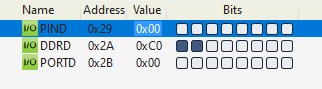 Name Address Value Bits
I/O PIND 0x29 0x00
I/O DDRD 0x2A 0xC0
I/O PORTD 0x2B 0x00